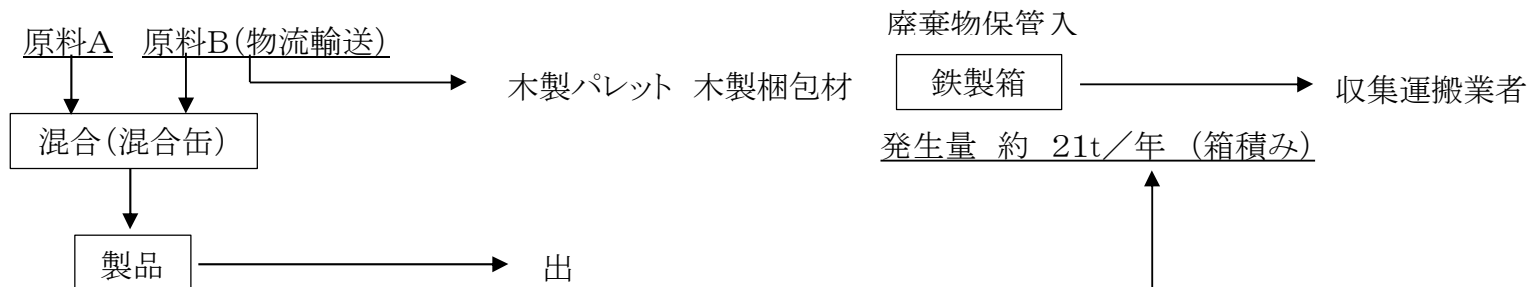 廃棄物保管入
原料A 原料B(物流輸送)
木製パレット 木製梱包材 鉄製箱 収集運搬業者
混合(混合缶)
発生量 約 21t／年 (箱積み)
製品 出